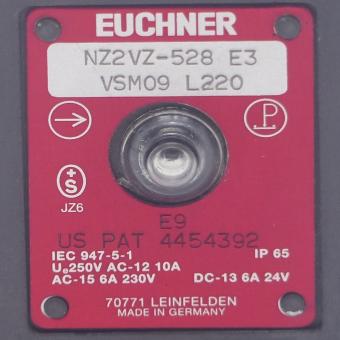 EUCHNER
NZ2VZ-528 E3
VSM09 L220
JZ6
E9
US PAT 4454392
IEC 947-5-1 IP 65
Ue250V AC-12 10A
AC-15 6A 230V DC-13 6A 24V
70771 LEINFELDEN
MADE IN GERMANY